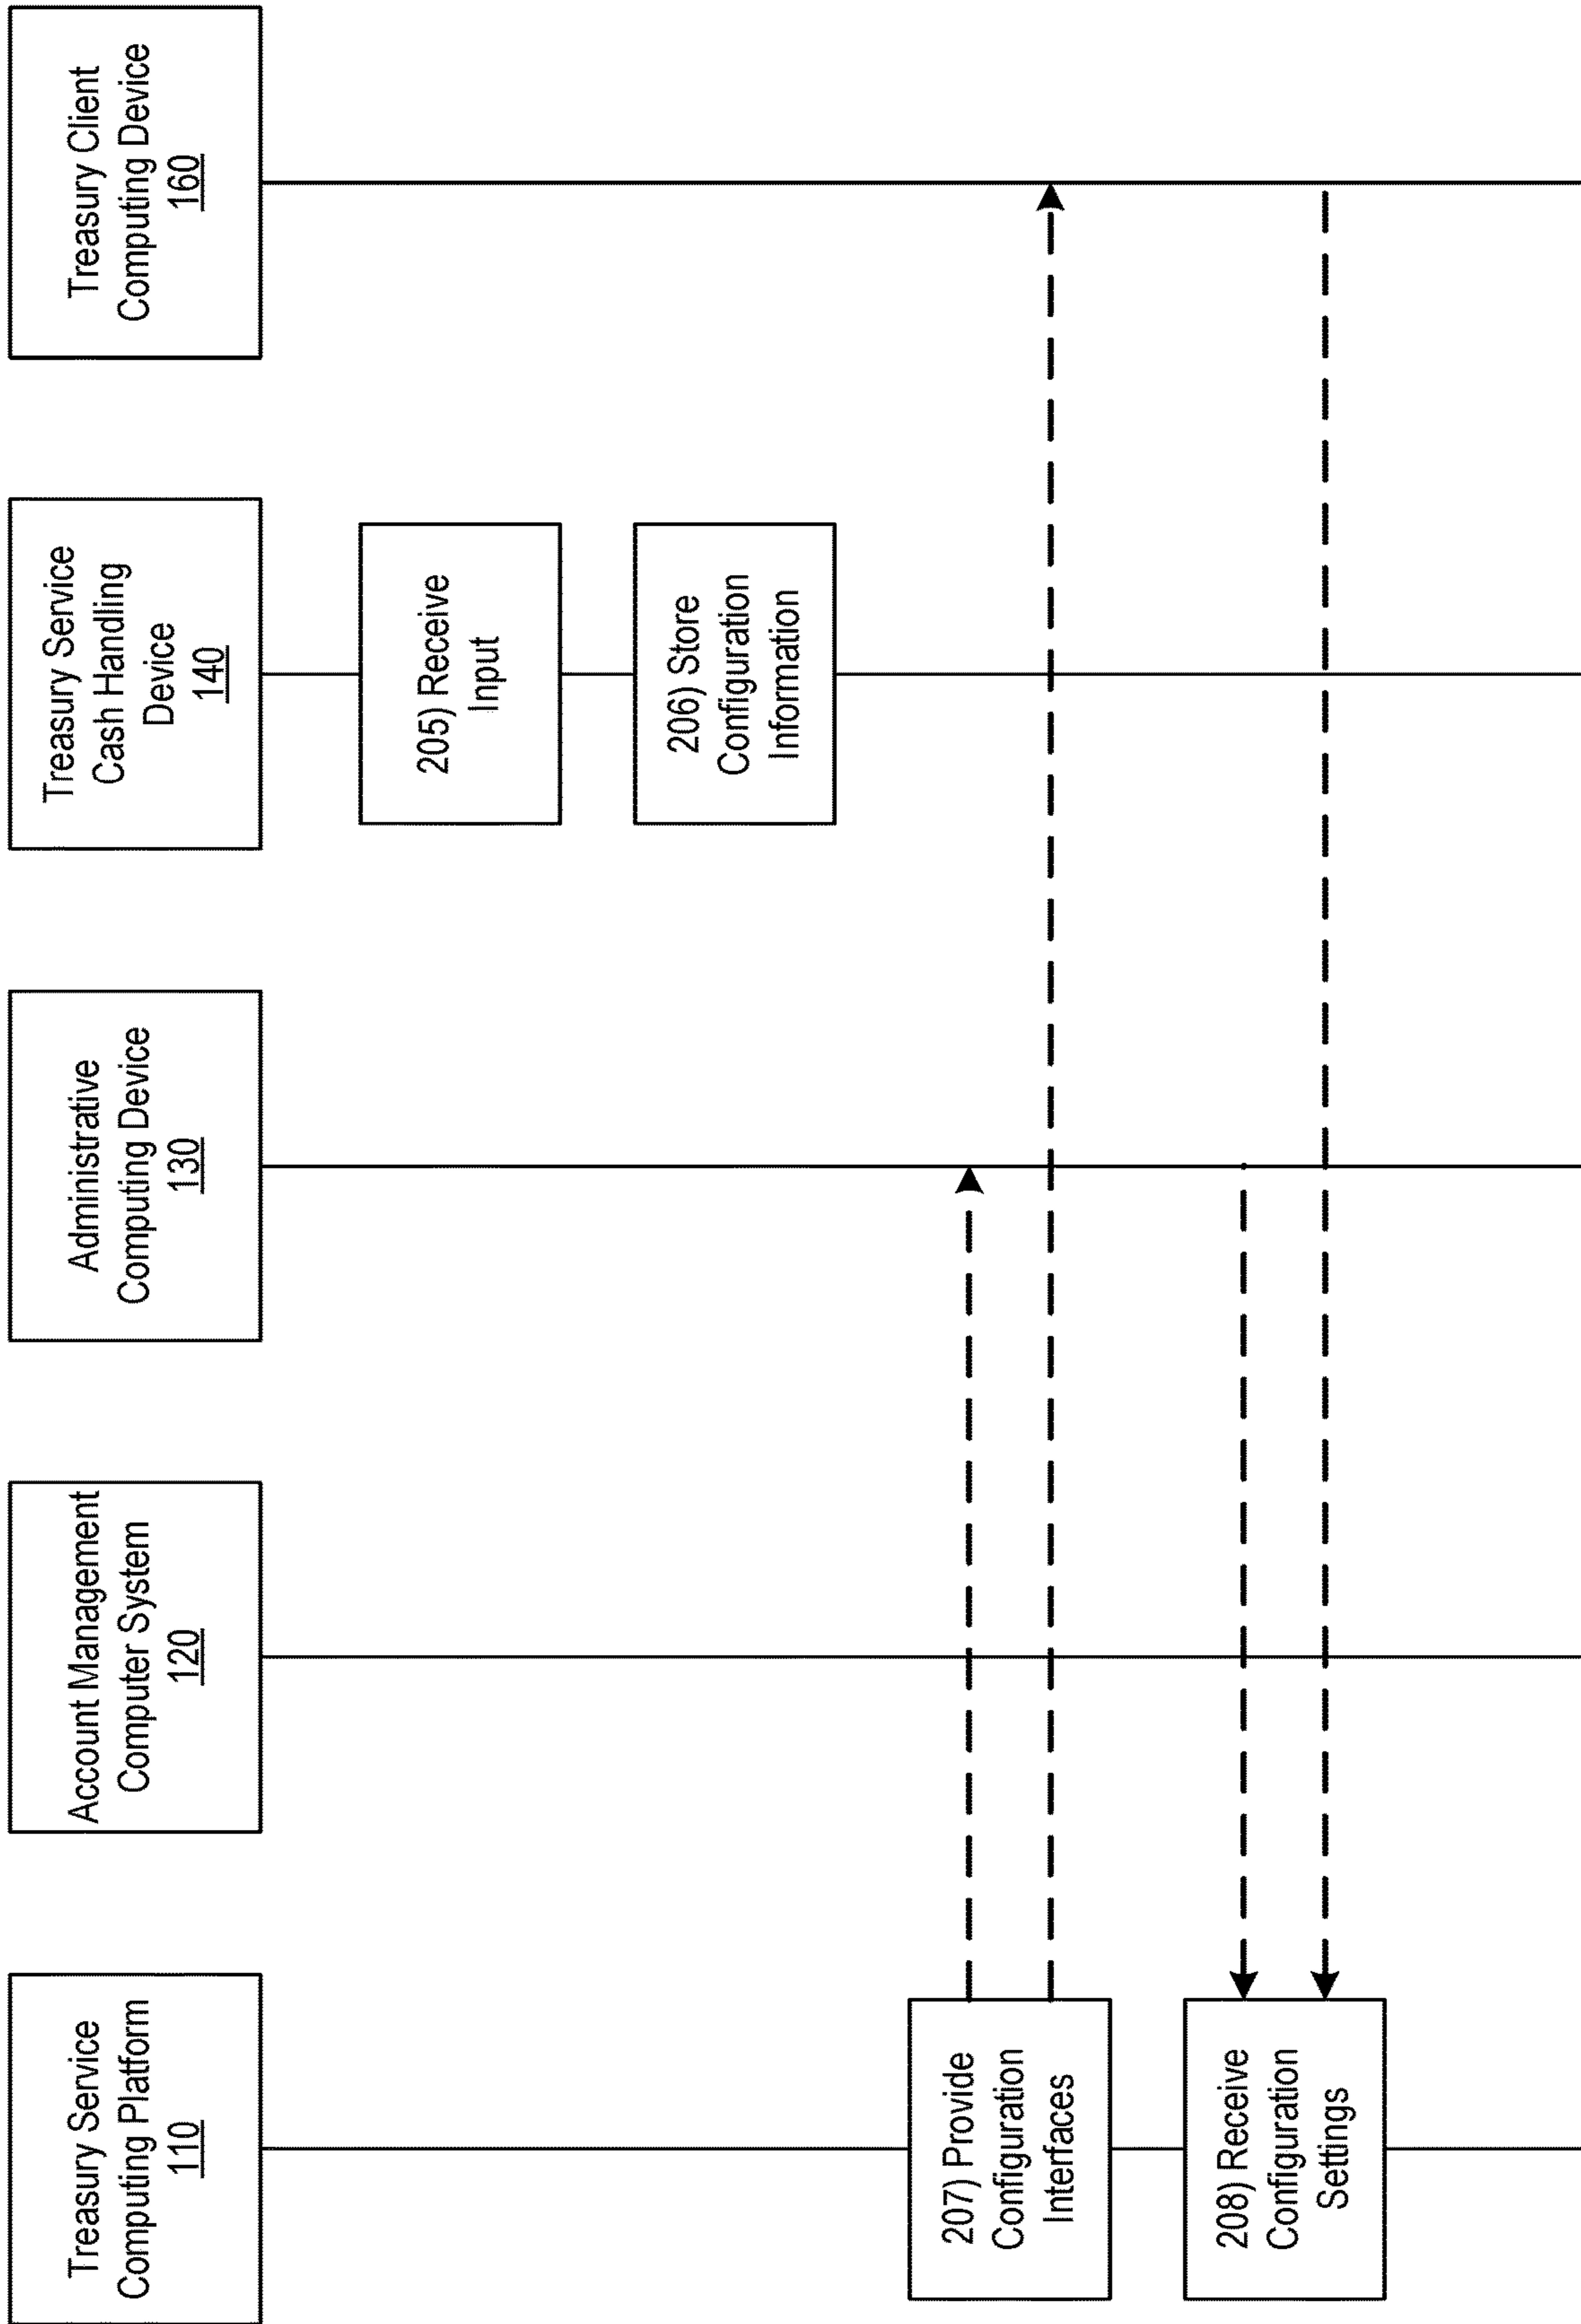 Treasury Service
Computing Platform
110
Account Management
Computer System
120
Administrative
Computing Device
130
Treasury Service
Cash Handling
Device
140
Treasury Client
Computing Device
160
205) Receive
Input
206) Store
Configuration
Information
207) Provide
Configuration
Interfaces
208) Receive
Configuration
Settings